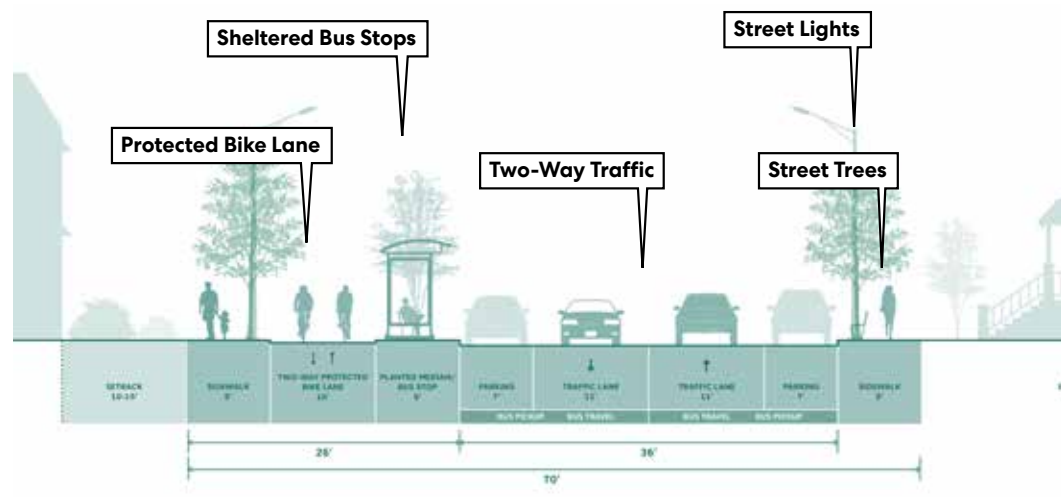 Sheltered Bus Stops
Street Lights
Protected Bike Lane
Two-Way Traffic
Street Trees
SETBACK
10-15'
SIDEWALK
TWO-WAY PROTECTED
BIKE LANE
10'
PLANTED MEDIAN/
BUS STOP
PARKING
7'
TRAFFIC LANE
11'
TRAFFIC LANE
11'
PARKING
7'
SIDEWALK
BUS PICKUP
BUS TRAVEL
BUS TRAVEL
BUS PICKUP
26'
36'
70'